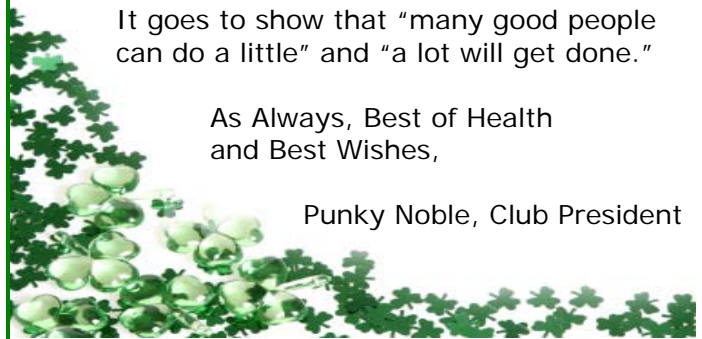 It goes to show that “many good people
can do a little” and “a lot will get done.”
As Always, Best of Health
and Best Wishes,
Punky Noble, Club President